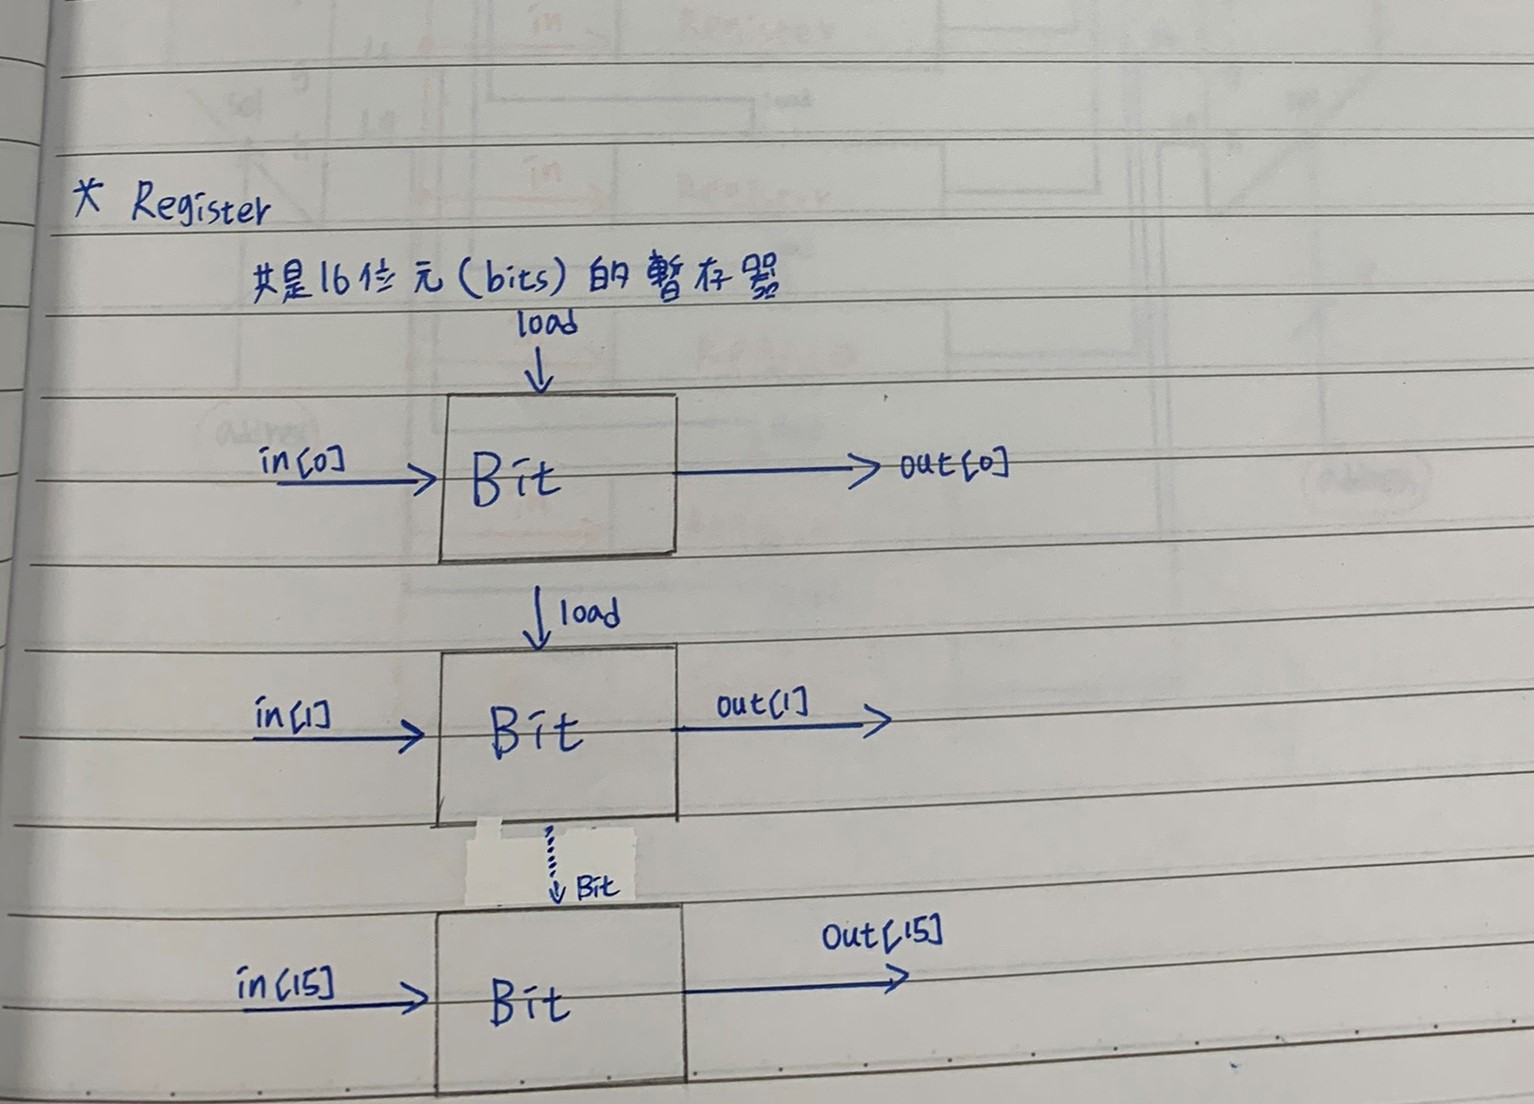 * Register
共是16位元(bits)的暫存器
load
in[0]
Bit
out[0]
load
in[1]
Bit
out[1]
Bit
in[15]
Bit
Out[15]